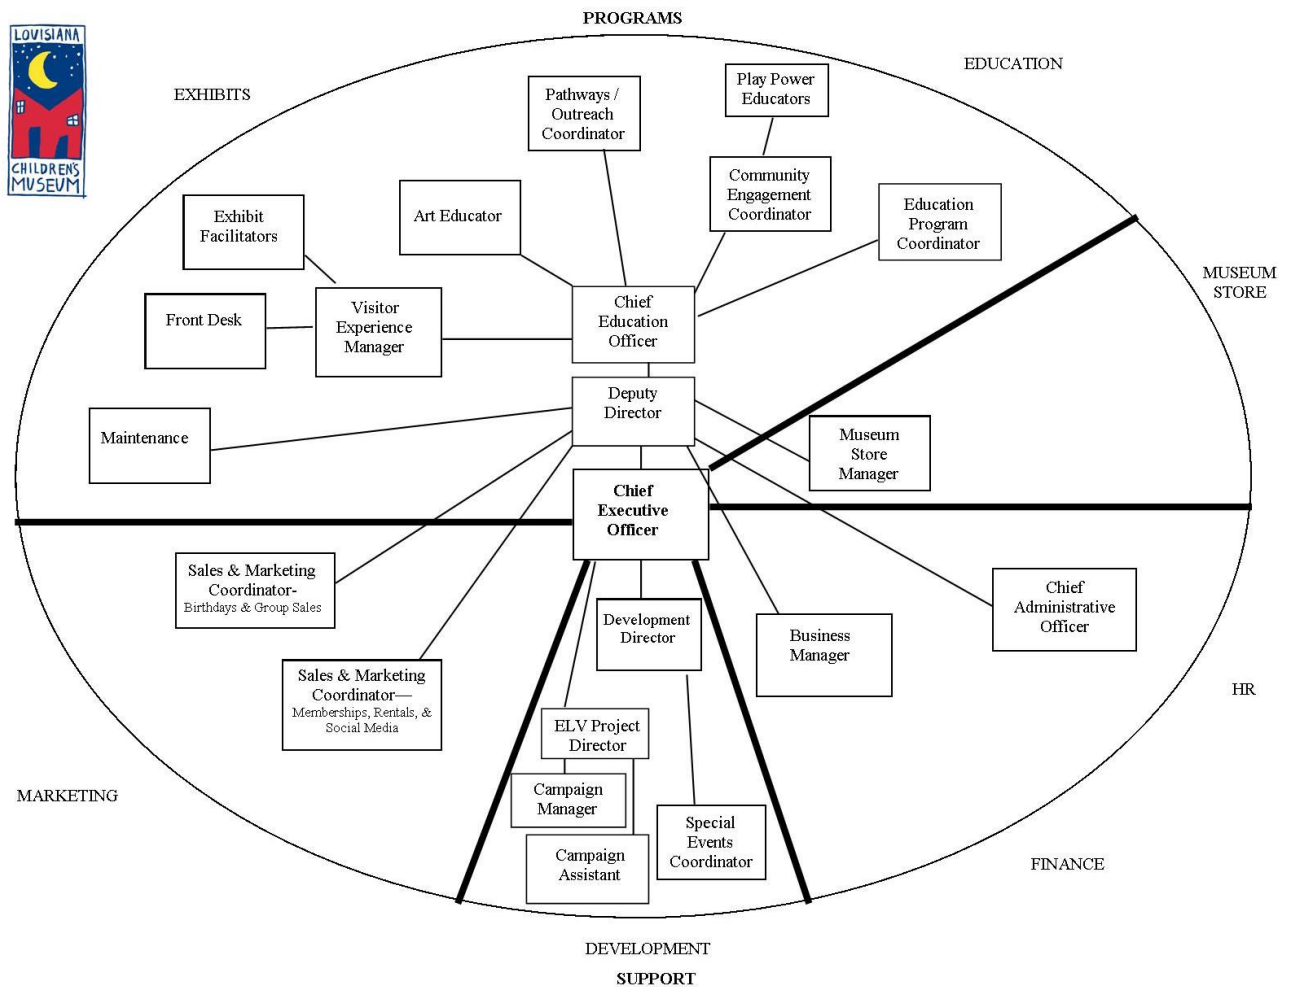 LOUISIANA
CHILDREN'S
MUSEUM
PROGRAMS
EXHIBITS
EDUCATION
MUSEUM
STORE
Pathways /
Outreach
Coordinator
Play Power
Educators
Community
Engagement
Coordinator
Art Educator
Education
Program
Coordinator
Exhibit
Facilitators
Front Desk
Visitor
Experience
Manager
Chief
Education
Officer
Deputy
Director
Maintenance
Museum
Store
Manager
Chief
Executive
Officer
Sales & Marketing
Coordinator-
Birthdays & Group Sales
Sales & Marketing
Coordinator—
Memberships, Rentals, &
Social Media
Development
Director
Business
Manager
Chief
Administrative
Officer
ELV Project
Director
Campaign
Manager
Campaign
Assistant
Special
Events
Coordinator
HR
MARKETING
FINANCE
DEVELOPMENT
SUPPORT